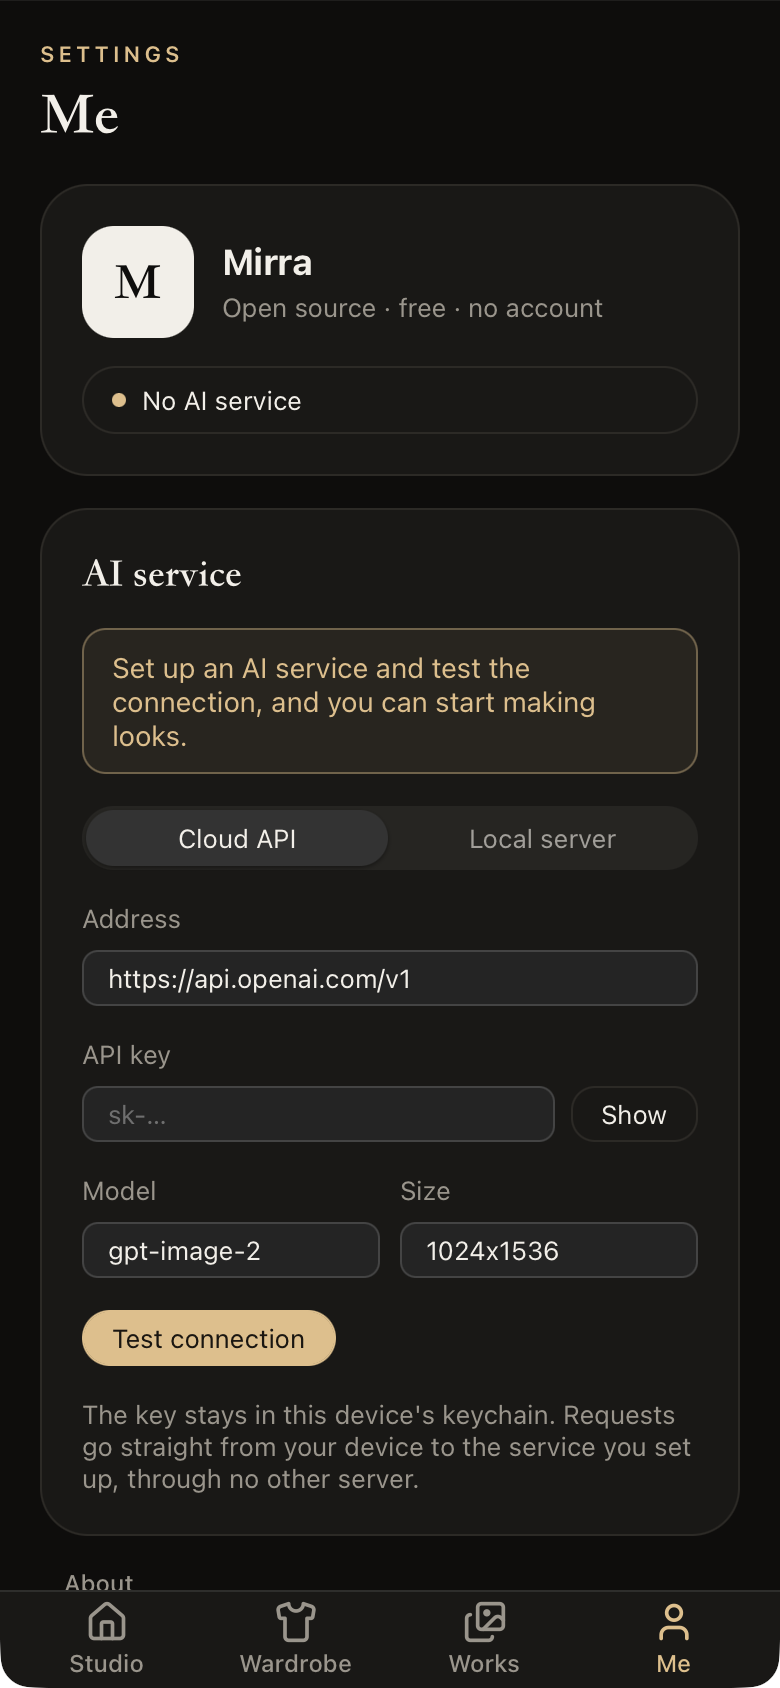 SETTINGS
Me
M
Mirra
Open source · free · no account
No AI service
AI service
Set up an AI service and test the
connection, and you can start making
looks.
Cloud API
Local server
Address
https://api.openai.com/v1
API key
sk-...
Show
Model
Size
gpt-image-2
1024x1536
Test connection
The key stays in this device's keychain. Requests
go straight from your device to the service you set
up, through no other server.
About
Studio
Wardrobe
Works
Me